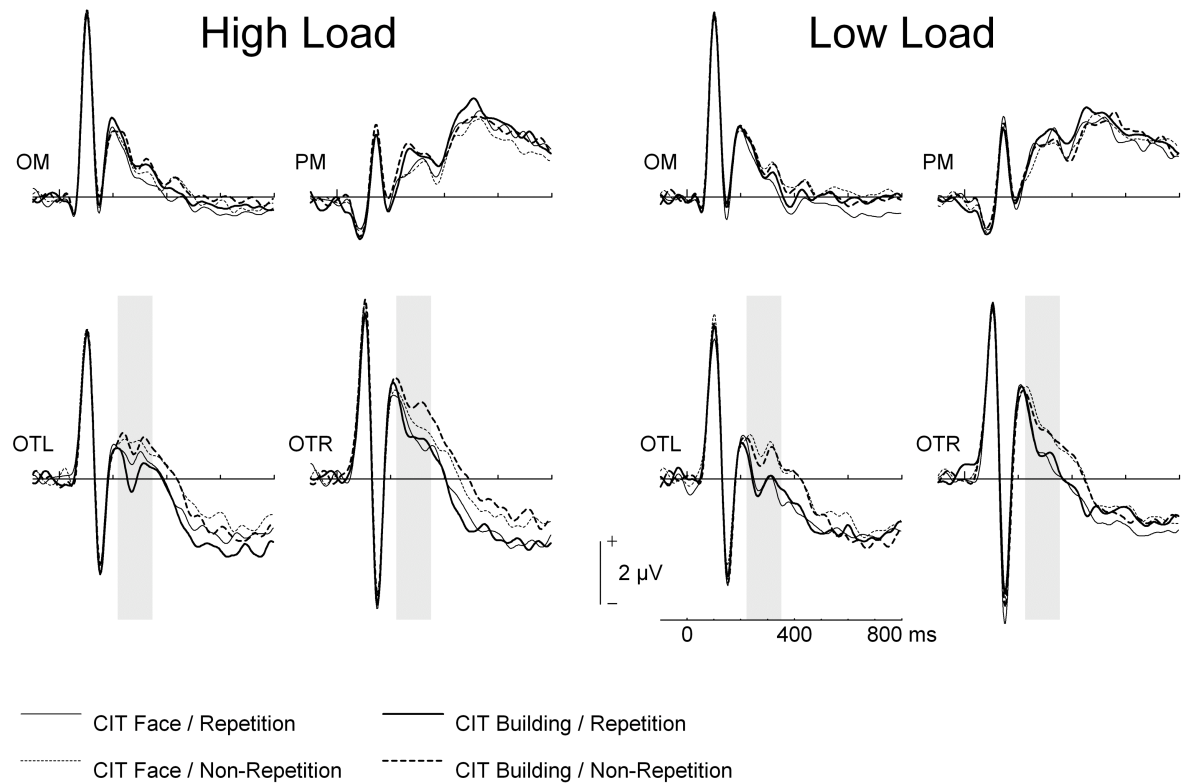 High Load
Low Load
OM
PM
OM
PM
OTL
OTR
OTL
OTR
+
2 µV
–
0 400 800 ms
CIT Face / Repetition
CIT Building / Repetition
CIT Face / Non-Repetition
CIT Building / Non-Repetition